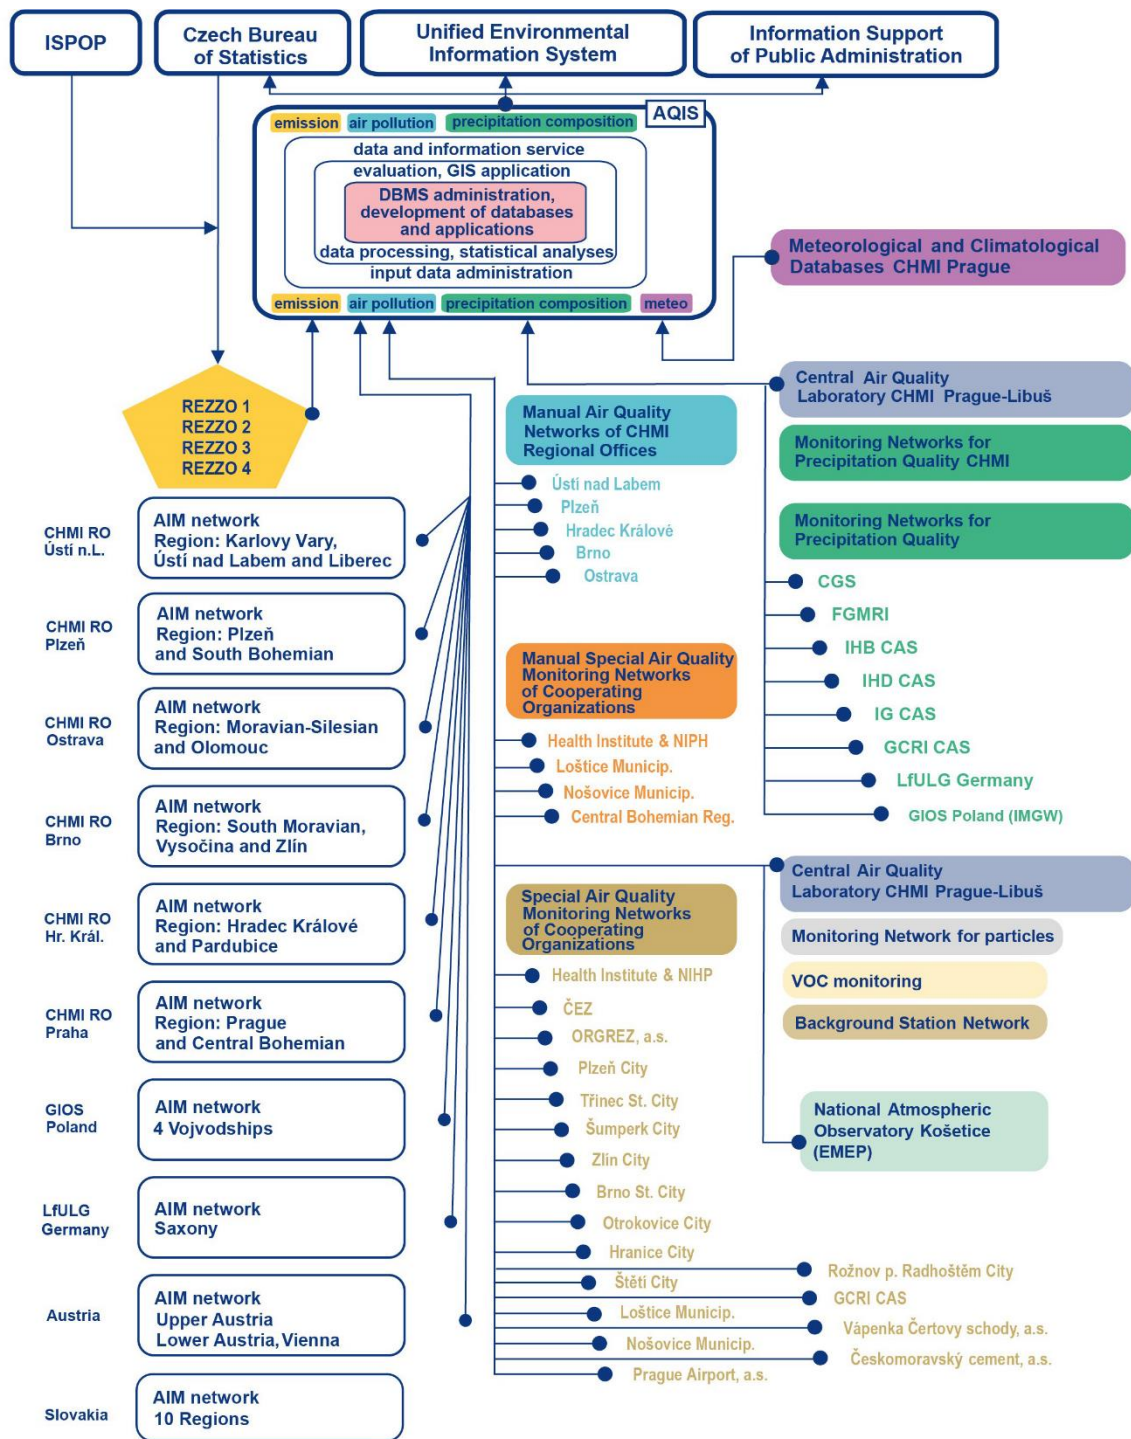 ISPOP
Czech Bureau
of Statistics
Unified Environmental
Information System
Information Support
of Public Administration
AQIS
emission
air pollution
precipitation composition
data and information service
evaluation, GIS application
DBMS administration,
development of databases
and applications
data processing, statistical analyses
input data administration
emission
air pollution
precipitation composition
meteo
Meteorological and Climatological
Databases CHMI Prague
REZZO 1
REZZO 2
REZZO 3
REZZO 4
CHMI RO
Ústí n.L.
AIM network
Region: Karlovy Vary,
Ústí nad Labem and Liberec
CHMI RO
Plzeň
AIM network
Region: Plzeň
and South Bohemian
CHMI RO
Ostrava
AIM network
Region: Moravian-Silesian
and Olomouc
CHMI RO
Brno
AIM network
Region: South Moravian,
Vysočina and Zlín
CHMI RO
Hr. Král.
AIM network
Region: Hradec Králové
and Pardubice
CHMI RO
Praha
AIM network
Region: Prague
and Central Bohemian
GIOS
Poland
AIM network
4 Vojvodships
LfULG
Germany
AIM network
Saxony
Austria
AIM network
Upper Austria
Lower Austria, Vienna
Slovakia
AIM network
10 Regions
Manual Air Quality
Networks of CHMI
Regional Offices
Ústí nad Labem
Plzeň
Hradec Králové
Brno
Ostrava
Manual Special Air Quality
Monitoring Networks
of Cooperating
Organizations
Health Institute & NIPH
Loštice Municip.
Nošovice Municip.
Central Bohemian Reg.
Special Air Quality
Monitoring Networks
of Cooperating
Organizations
Health Institute & NIHP
ČEZ
ORGREZ, a.s.
Plzeň City
Třinec St. City
Šumperk City
Zlín City
Brno St. City
Otrokovice City
Hranice City
Štětí City
Loštice Municip.
Nošovice Municip.
Prague Airport, a.s.
Rožnov p. Radhoštěm City
GCRI CAS
Vápenka Čertovy schody, a.s.
Českomoravský cement, a.s.
Central Air Quality
Laboratory CHMI Prague-Libuš
Monitoring Networks for
Precipitation Quality CHMI
Monitoring Networks for
Precipitation Quality
CGS
FGMRI
IHB CAS
IHD CAS
IG CAS
GCRI CAS
LfULG Germany
GIOS Poland (IMGW)
Central Air Quality
Laboratory CHMI Prague-Libuš
Monitoring Network for particles
VOC monitoring
Background Station Network
National Atmospheric
Observatory Košetice
(EMEP)